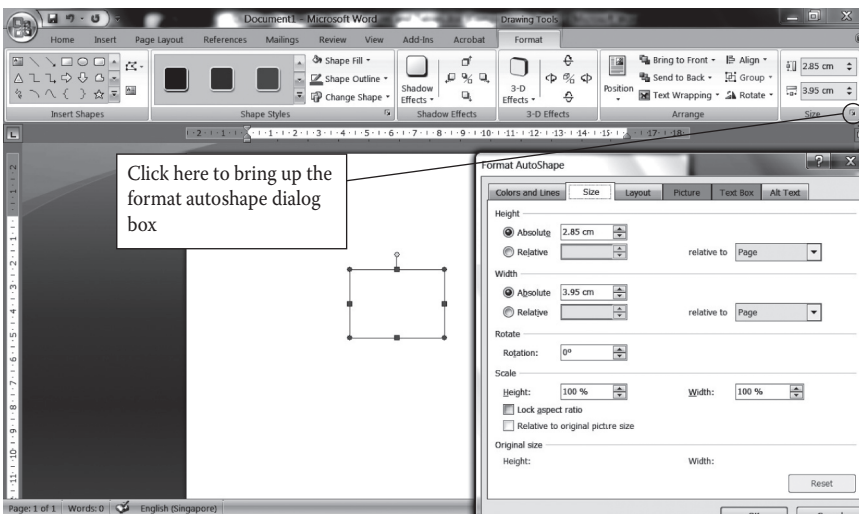 Document1 - Microsoft Word
Drawing Tools
Home Insert Page Layout References Mailings Review View Add-Ins Acrobat Format
Shape Fill
Shape Outline
Change Shape
Shadow
Effects
3-D
Effects
Position
Bring to Front
Send to Back
Text Wrapping
Align
Group
Rotate
2.85 cm
3.95 cm
Insert Shapes
Shape Styles
Shadow Effects
3-D Effects
Arrange
Size
Click here to bring up the
format autoshape dialog
box
Format AutoShape
Colors and Lines Size Layout Picture Text Box Alt Text
Height
Absolute 2.85 cm
Relative relative to Page
Width
Absolute 3.95 cm
Relative relative to Page
Rotate
Rotation: 0°
Scale
Height: 100 % Width: 100 %
Lock aspect ratio
Relative to original picture size
Original size
Height: Width:
Reset
Page: 1 of 1 Words: 0 English (Singapore)